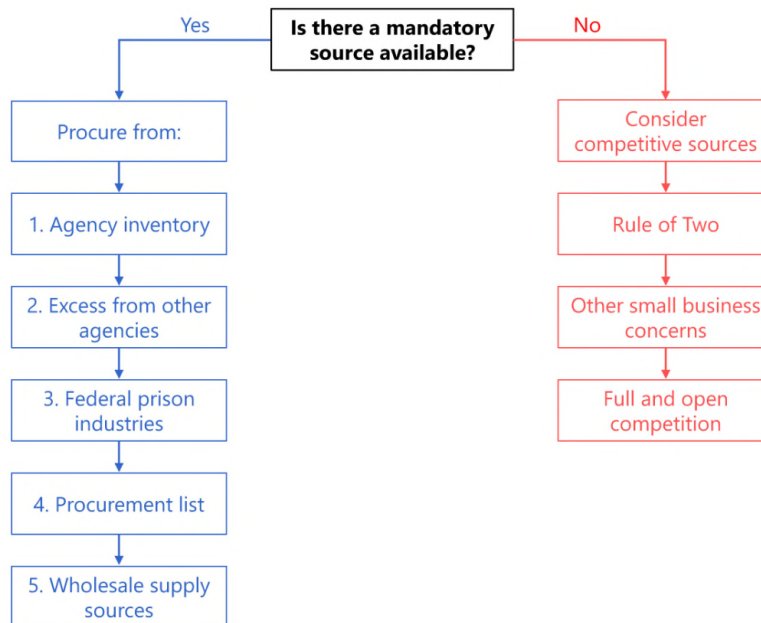 Yes
Is there a mandatory
source available?
No
Procure from:
1. Agency inventory
2. Excess from other
agencies
3. Federal prison
industries
4. Procurement list
5. Wholesale supply
sources
Consider
competitive sources
Rule of Two
Other small business
concerns
Full and open
competition